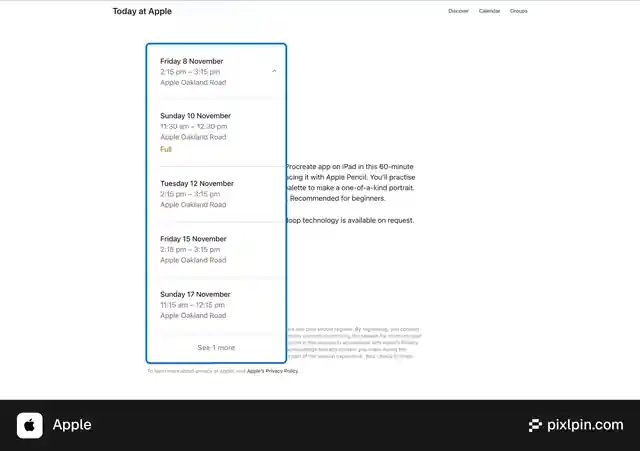 Today at Apple
Discover Calendar Groups
Friday 8 November
2:15 pm – 3:15 pm
Apple Oakland Road
Sunday 10 November
11:30 am – 12:30 pm
Apple Oakland Road
Full
Tuesday 12 November
2:15 pm – 3:15 pm
Apple Oakland Road
Friday 15 November
2:15 pm – 3:15 pm
Apple Oakland Road
Sunday 17 November
11:15 am – 12:15 pm
Apple Oakland Road
See 1 more
Procreate app on iPad in this 60-minute
acing it with Apple Pencil. You'll practise
alette to make a one-of-a-kind portrait.
. Recommended for beginners.
loop technology is available on request.
To learn more about privacy at Apple, visit Apple's Privacy Policy.
Apple
pixlpin.com